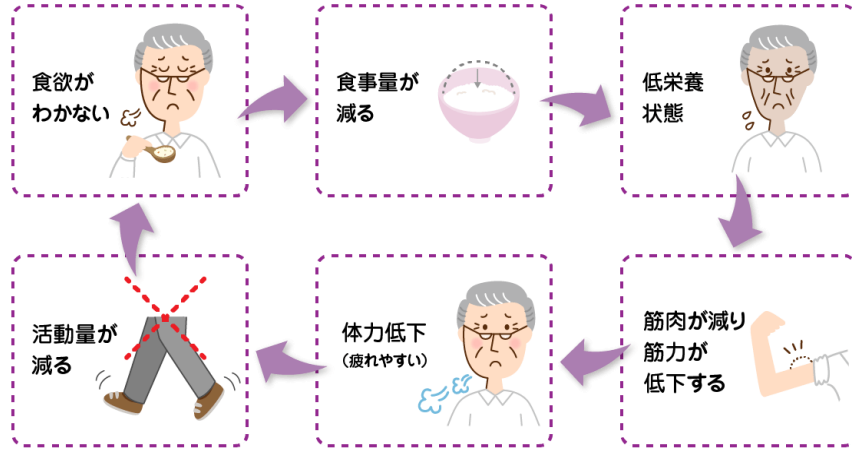 食欲が
わかない
食事量が
減る
低栄養
状態
筋肉が減り
筋力が
低下する
体力低下
（疲れやすい）
活動量が
減る